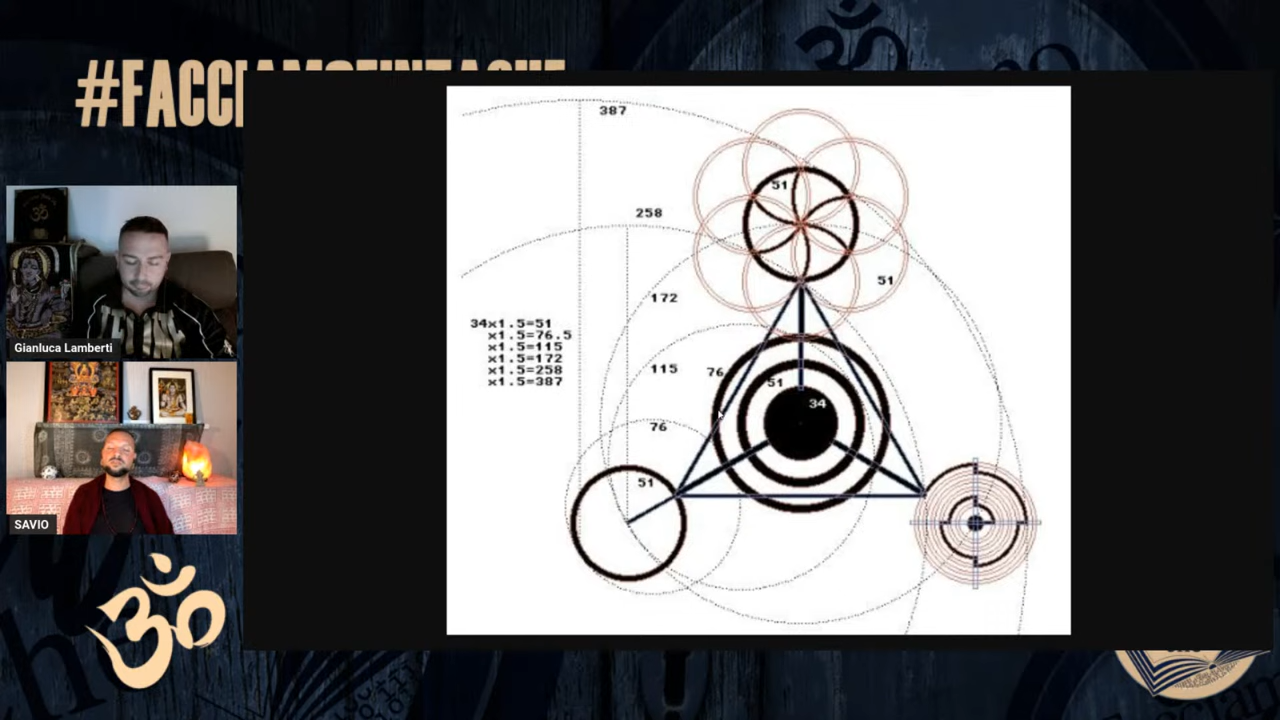 387
51
258
51
172
34x1.5=51
x1.5=76.5
x1.5=115
x1.5=172
x1.5=258
x1.5=387
115
76
51
34
76
51
Gianluca Lamberti
SAVIO
ॐ